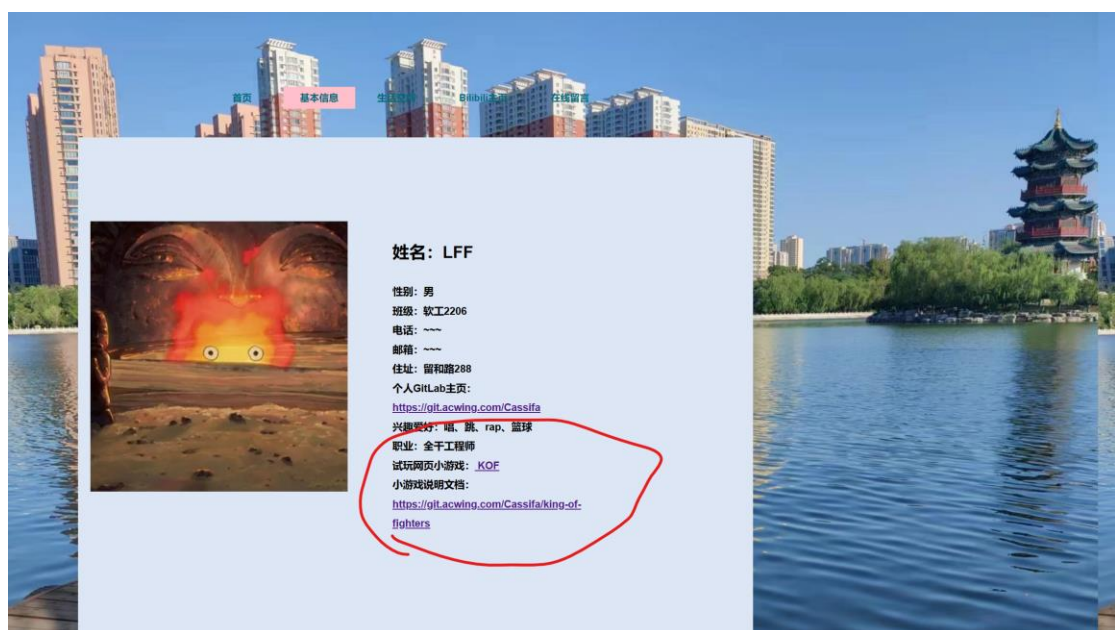 首页 基本信息 Bilibili 在线留言
姓名：LFF
性别：男
班级：软工2206
电话：~~~
邮箱：~~~
住址：留和路288
个人GitLab主页：
https://git.acwing.com/Cassifa
兴趣爱好：唱、跳、rap、篮球
职业：全干工程师
试玩网页小游戏： KOF
小游戏说明文档：
https://git.acwing.com/Cassifa/king-of-
fighters